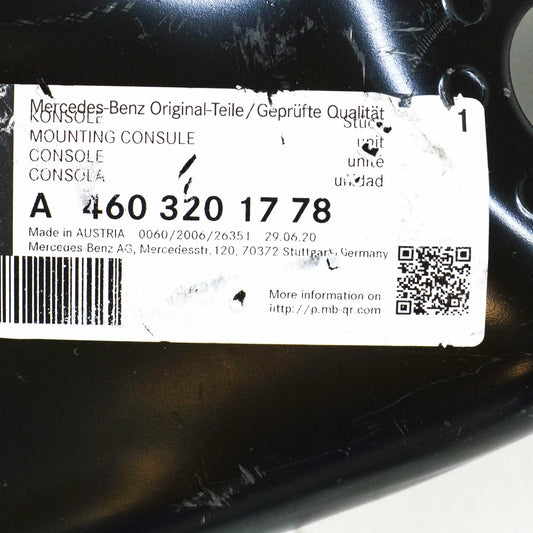 Mercedes-Benz Original-Teile/Geprüfte Qualität
KONSOLE Stück 1
MOUNTING CONSULE unit
CONSOLE unité
CONSOLA unidad
A 460 320 17 78
Made in AUSTRIA 0060/2006/26351 29.06.20
Mercedes Benz AG, Mercedesstr. 120, 70372 Stuttgart, Germany
More information on
http://p.mb-qr.com